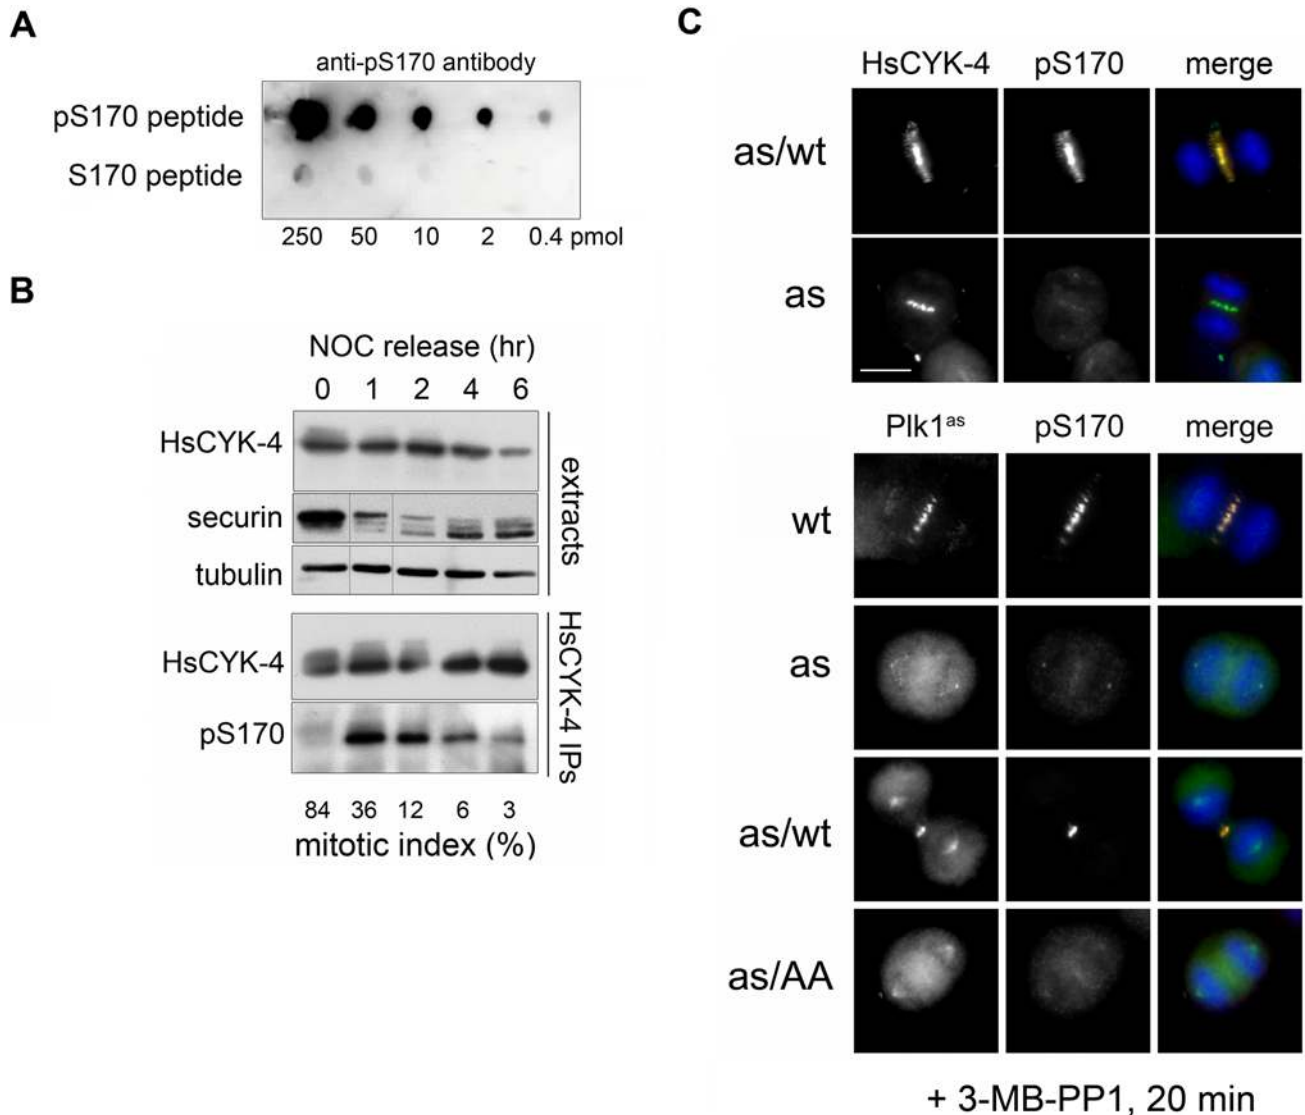 A
anti-pS170 antibody
pS170 peptide
S170 peptide
250 50 10 2 0.4 pmol
B
NOC release (hr)
0 1 2 4 6
HsCYK-4
securin
tubulin
extracts
HsCYK-4
pS170
HsCYK-4 IPs
84 36 12 6 3
mitotic index (%)
C
HsCYK-4 pS170 merge
as/wt
as
Plk1ᵃˢ pS170 merge
wt
as
as/wt
as/AA
+ 3-MB-PP1, 20 min